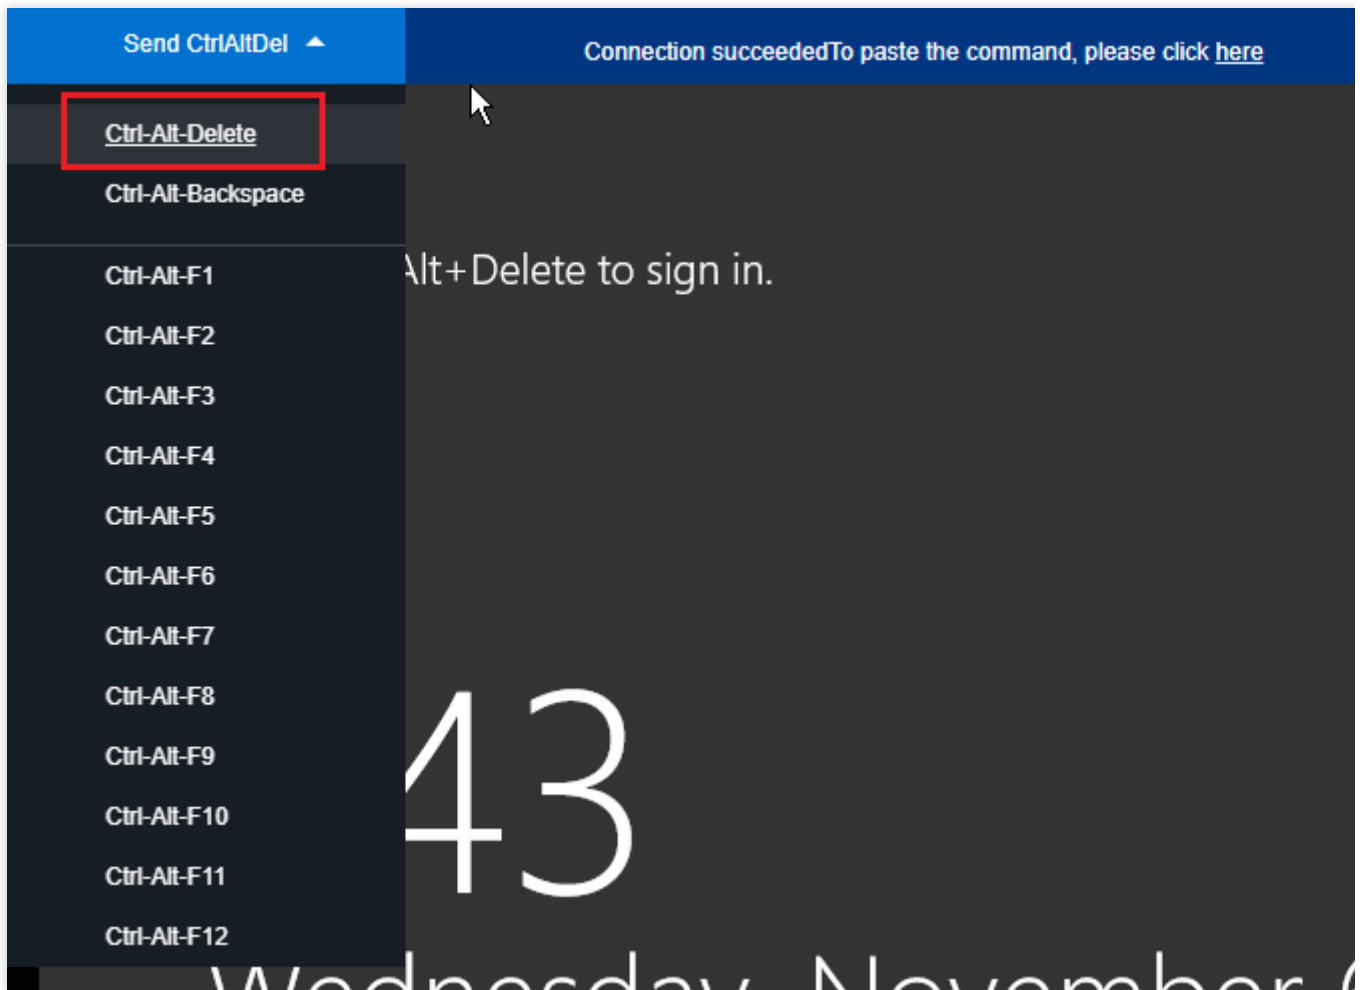 Send CtrlAltDel
Connection succeededTo paste the command, please click here
Ctrl-Alt-Delete
Ctrl-Alt-Backspace
Ctrl-Alt-F1
Alt+Delete to sign in.
Ctrl-Alt-F2
Ctrl-Alt-F3
Ctrl-Alt-F4
Ctrl-Alt-F5
Ctrl-Alt-F6
Ctrl-Alt-F7
Ctrl-Alt-F8
Ctrl-Alt-F9
Ctrl-Alt-F10
Ctrl-Alt-F11
Ctrl-Alt-F12
43
Wednesday, November